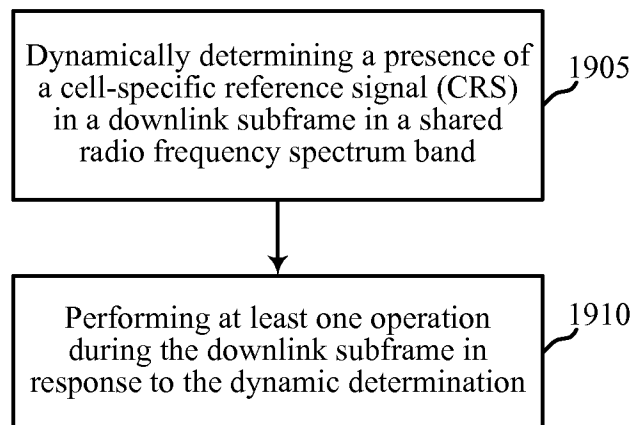 Dynamically determining a presence of
a cell-specific reference signal (CRS)
in a downlink subframe in a shared
radio frequency spectrum band
1905
Performing at least one operation
during the downlink subframe in
response to the dynamic determination
1910